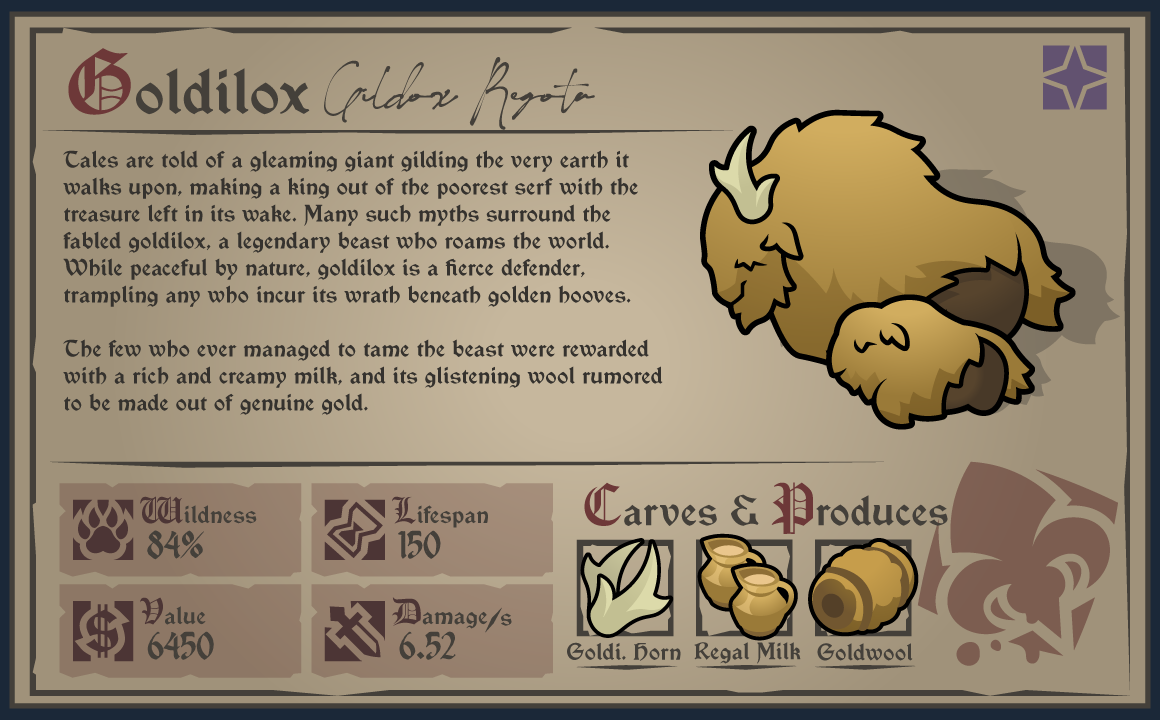 Goldilox Gildox Regota
Tales are told of a gleaming giant gilding the very earth it
walks upon, making a king out of the poorest serf with the
treasure left in its wake. Many such myths surround the
fabled goldilox, a legendary beast who roams the world.
While peaceful by nature, goldilox is a fierce defender,
trampling any who incur its wrath beneath golden hooves.
The few who ever managed to tame the beast were rewarded
with a rich and creamy milk, and its glistening wool rumored
to be made out of genuine gold.
Wildness
84%
Lifespan
150
Value
6450
Damage/s
6.52
Carves & Produces
Goldi. Horn
Regal Milk
Goldwool